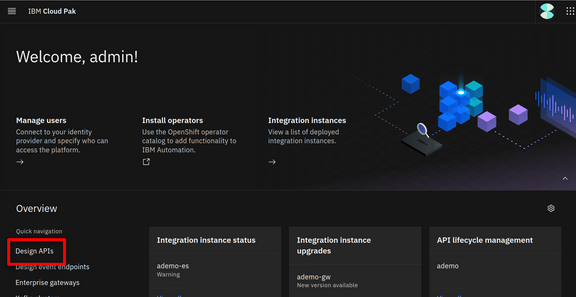 IBM Cloud Pak
Welcome, admin!
Manage users
Connect to your identity
provider and specify who can
access the platform.
Install operators
Use the OpenShift operator
catalog to add functionality to
IBM Automation.
Integration instances
View a list of deployed
integration instances.
Overview
Quick navigation
Design APIs
Design event endpoints
Enterprise gateways
Integration instance status
ademo-es
Warning
Integration instance
upgrades
ademo-gw
New version available
API lifecycle management
ademo